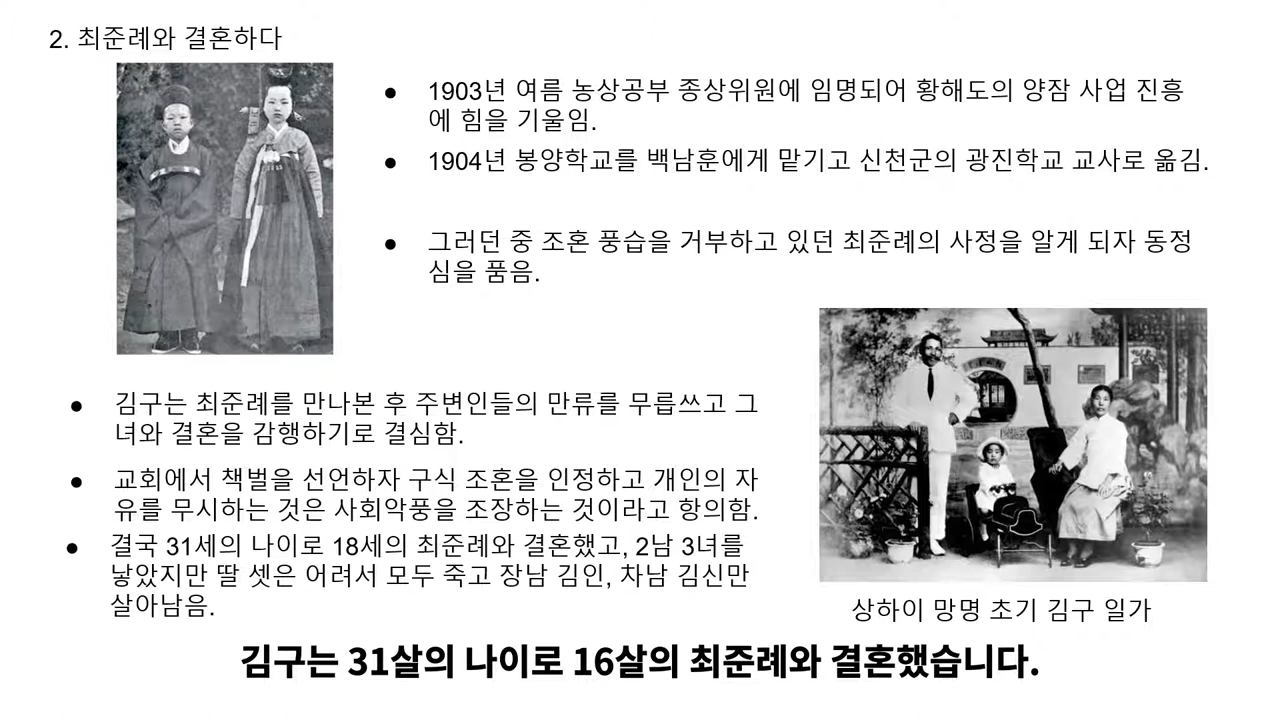 2. 최준례와 결혼하다
● 1903년 여름 농상공부 종상위원에 임명되어 황해도의 양잠 사업 진흥
에 힘을 기울임.
● 1904년 봉양학교를 백남훈에게 맡기고 신천군의 광진학교 교사로 옮김.
● 그러던 중 조혼 풍습을 거부하고 있던 최준례의 사정을 알게 되자 동정
심을 품음.
● 김구는 최준례를 만나본 후 주변인들의 만류를 무릅쓰고 그
녀와 결혼을 감행하기로 결심함.
● 교회에서 책벌을 선언하자 구식 조혼을 인정하고 개인의 자
유를 무시하는 것은 사회악풍을 조장하는 것이라고 항의함.
● 결국 31세의 나이로 18세의 최준례와 결혼했고, 2남 3녀를
낳았지만 딸 셋은 어려서 모두 죽고 장남 김인, 차남 김신만
살아남음.
상하이 망명 초기 김구 일가
김구는 31살의 나이로 16살의 최준례와 결혼했습니다.